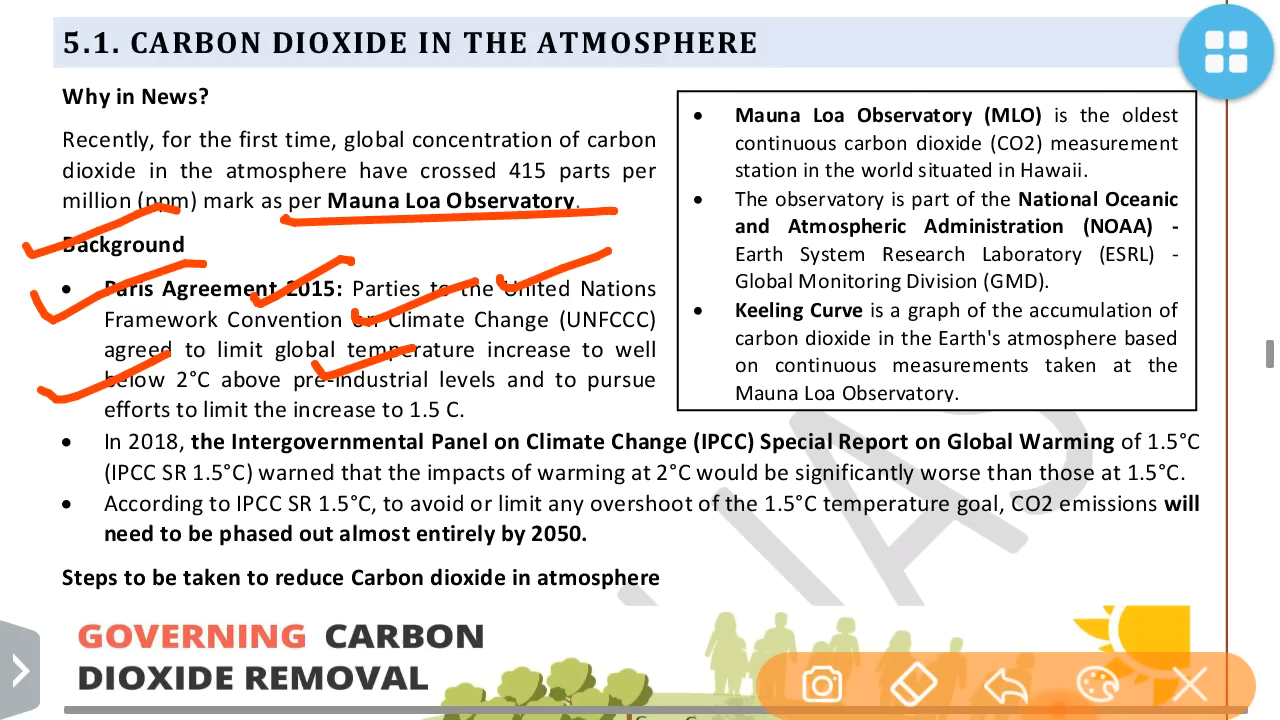 5.1. CARBON DIOXIDE IN THE ATMOSPHERE
Why in News?
Recently, for the first time, global concentration of carbon
dioxide in the atmosphere have crossed 415 parts per
million (ppm) mark as per Mauna Loa Observatory.
Background
• Paris Agreement 2015: Parties to the United Nations
Framework Convention on Climate Change (UNFCCC)
agreed to limit global temperature increase to well
below 2°C above pre-industrial levels and to pursue
efforts to limit the increase to 1.5 C.
• Mauna Loa Observatory (MLO) is the oldest
continuous carbon dioxide (CO2) measurement
station in the world situated in Hawaii.
• The observatory is part of the National Oceanic
and Atmospheric Administration (NOAA) -
Earth System Research Laboratory (ESRL) -
Global Monitoring Division (GMD).
• Keeling Curve is a graph of the accumulation of
carbon dioxide in the Earth's atmosphere based
on continuous measurements taken at the
Mauna Loa Observatory.
• In 2018, the Intergovernmental Panel on Climate Change (IPCC) Special Report on Global Warming of 1.5°C
(IPCC SR 1.5°C) warned that the impacts of warming at 2°C would be significantly worse than those at 1.5°C.
• According to IPCC SR 1.5°C, to avoid or limit any overshoot of the 1.5°C temperature goal, CO2 emissions will
need to be phased out almost entirely by 2050.
Steps to be taken to reduce Carbon dioxide in atmosphere
GOVERNING CARBON
DIOXIDE REMOVAL